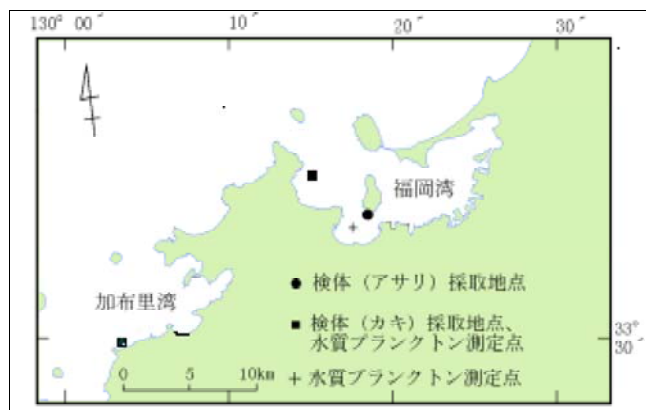 130° 00´ 10´ 20´ 30´
福岡湾
加布里湾
● 検体（アサリ）採取地点
■ 検体（カキ）採取地点、
水質プランクトン測定点
33°
30´
0 5 10km
+ 水質プランクトン測定点